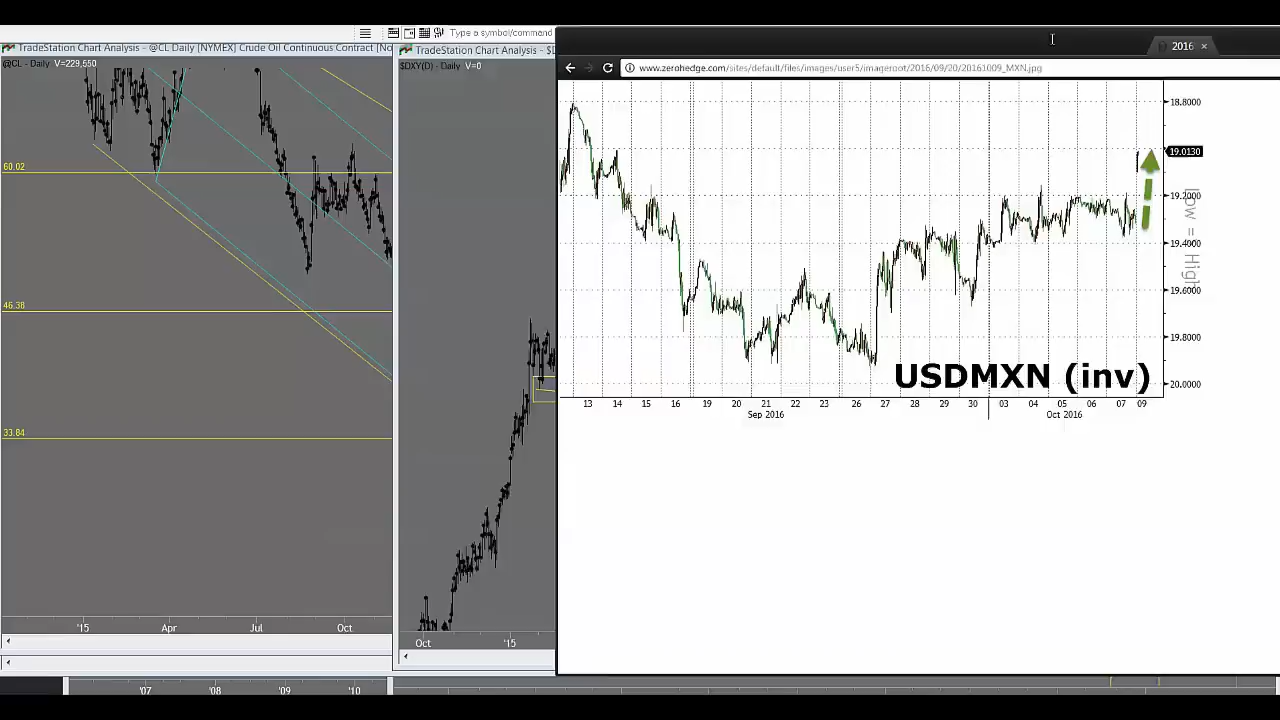 Type a symbol/command
TradeStation Chart Analysis - @CL Daily [NYMEX] Crude Oil Continuous Contract [No
@CL - Daily V=229,550
60.02
46.38
33.84
'15 Apr Jul Oct
'07 '08 '09 '10
TradeStation Chart Analysis - $D
$DXY(D) - Daily V=0
Oct '15
2016 ×
www.zerohedge.com/sites/default/files/images/user5/imageroot/2016/09/20/20161009_MXN.jpg
18.8000
19.0130
19.2000
19.4000
19.6000
19.8000
20.0000
Low = High
USDMXN (inv)
13 14 15 16 19 20 21 22 23 26 27 28 29 30 03 04 05 06 07 09
Sep 2016 Oct 2016